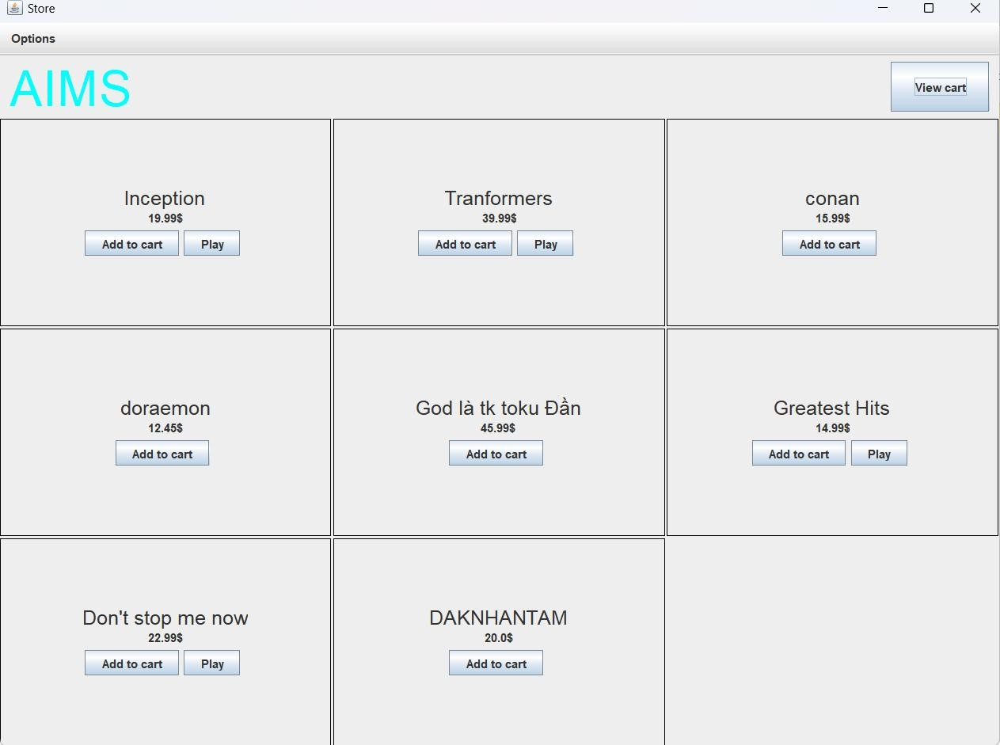 Store
Options
AIMS
View cart
Inception
19.99$
Add to cart
Play
Tranformers
39.99$
Add to cart
Play
conan
15.99$
Add to cart
doraemon
12.45$
Add to cart
God là tk toku Đần
45.99$
Add to cart
Greatest Hits
14.99$
Add to cart
Play
Don't stop me now
22.99$
Add to cart
Play
DAKNHANTAM
20.0$
Add to cart